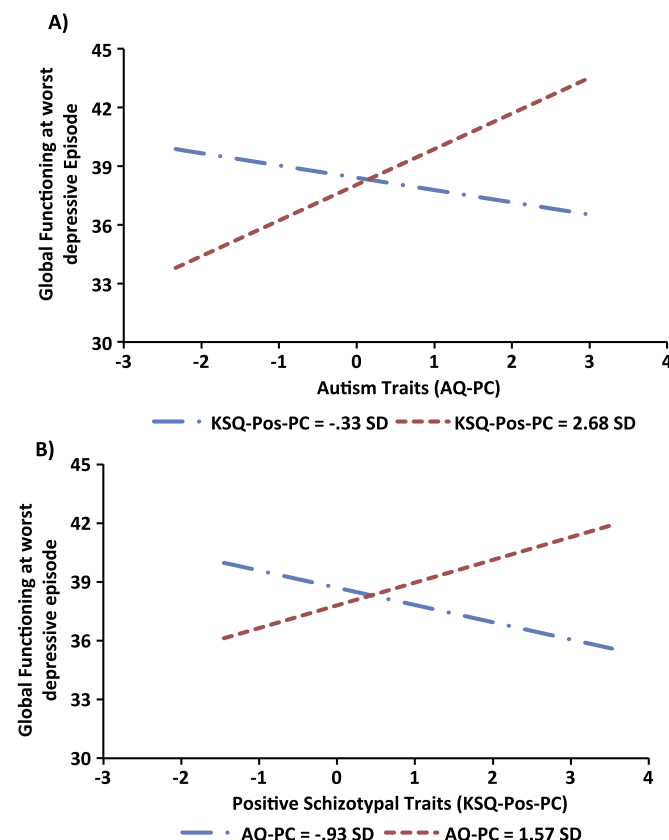 A)
Global Functioning at worst
depressive Episode
45
42
39
36
33
30
-3 -2 -1 0 1 2 3 4
Autism Traits (AQ-PC)
KSQ-Pos-PC = -.33 SD KSQ-Pos-PC = 2.68 SD
B)
Global Functioning at worst
depressive episode
45
42
39
36
33
30
-3 -2 -1 0 1 2 3 4
Positive Schizotypal Traits (KSQ-Pos-PC)
AQ-PC = -.93 SD AQ-PC = 1.57 SD